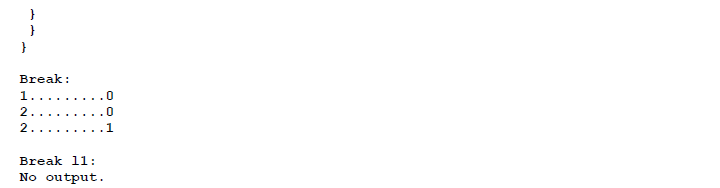 }
}
}
Break:
1.........0
2.........0
2.........1
Break l1:
No output.